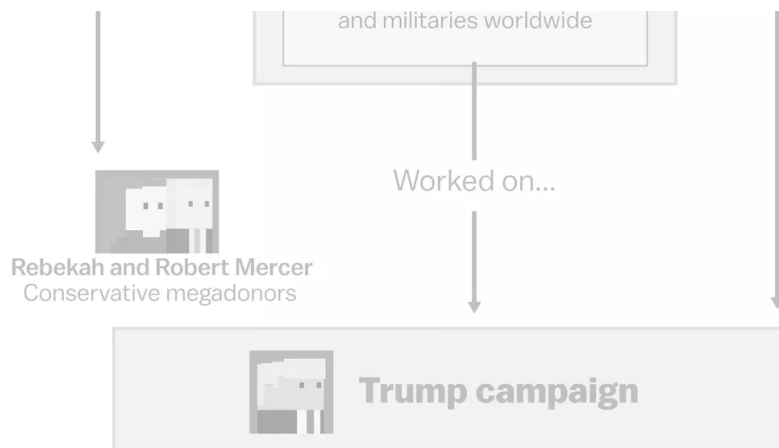 and militaries worldwide
Worked on...
Rebekah and Robert Mercer
Conservative megadonors
Trump campaign